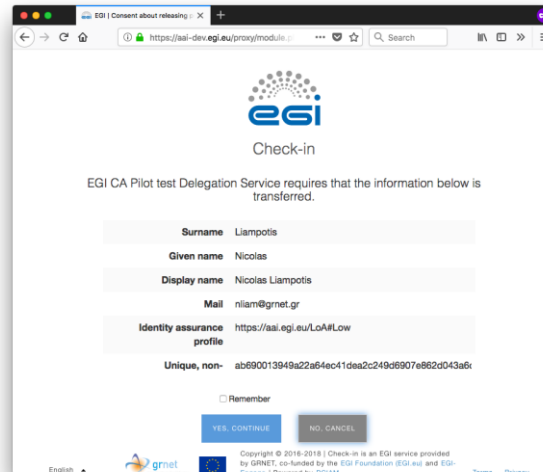 EGI | Consent about releasing p
https://aai-dev.egi.eu/proxy/module.p
Search
egi
Check-in
EGI CA Pilot test Delegation Service requires that the information below is
transferred.
Surname Liampotis
Given name Nicolas
Display name Nicolas Liampotis
Mail nliam@grnet.gr
Identity assurance https://aai.egi.eu/LoA#Low
profile
Unique, non- ab690013949a22a64ec41dea2c249d6907e862d043a6
Remember
YES, CONTINUE NO, CANCEL
Copyright © 2016-2018 | Check-in is an EGI service provided
by GRNET, co-funded by the EGI Foundation (EGI.eu) and EGI-
English grnet